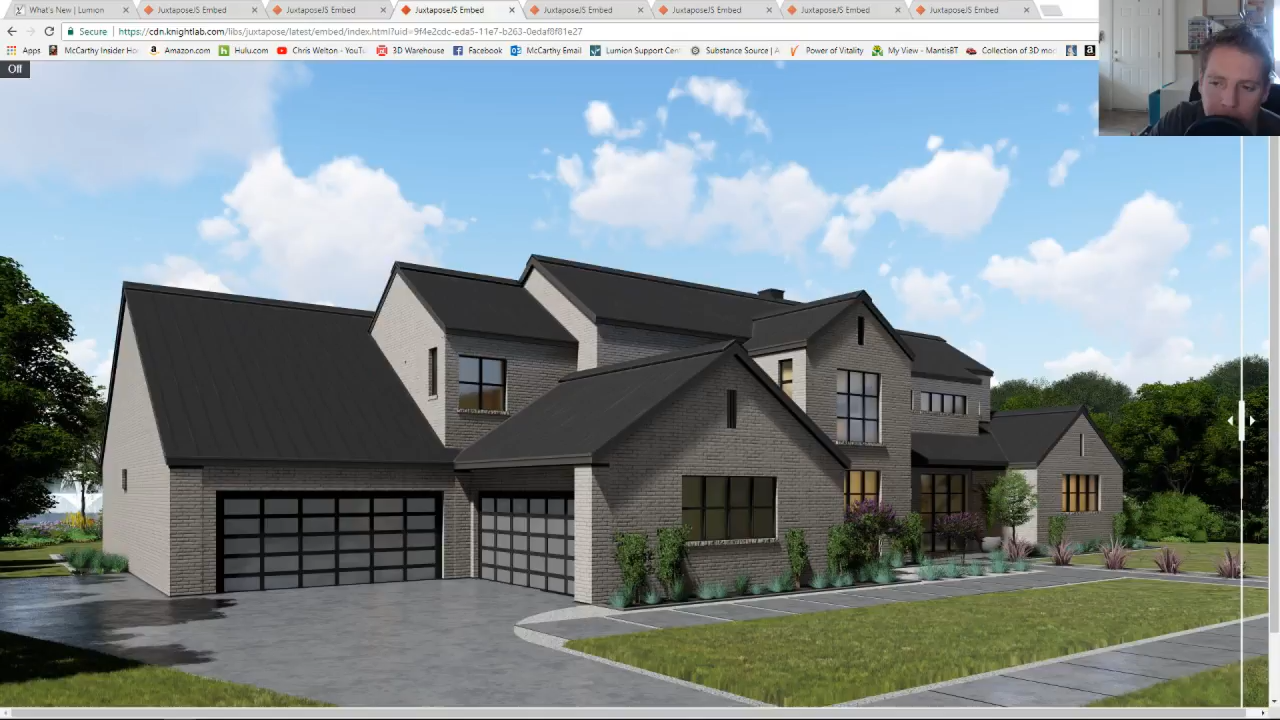 What's New | Lumion
JuxtaposeJS Embed
JuxtaposeJS Embed
JuxtaposeJS Embed
JuxtaposeJS Embed
JuxtaposeJS Embed
JuxtaposeJS Embed
JuxtaposeJS Embed
Secure
https://cdn.knightlab.com/libs/juxtapose/latest/embed/index.html?uid=9f4e2cdc-eda5-11e7-b263-0edaf8f81e27
Apps
McCarthy Insider Ho
Amazon.com
Hulu.com
Chris Welton - YouTu
3D Warehouse
Facebook
McCarthy Email
Lumion Support Cent
Substance Source | A
Power of Vitality
My View - MantisBT
Collection of 3D mo
Off